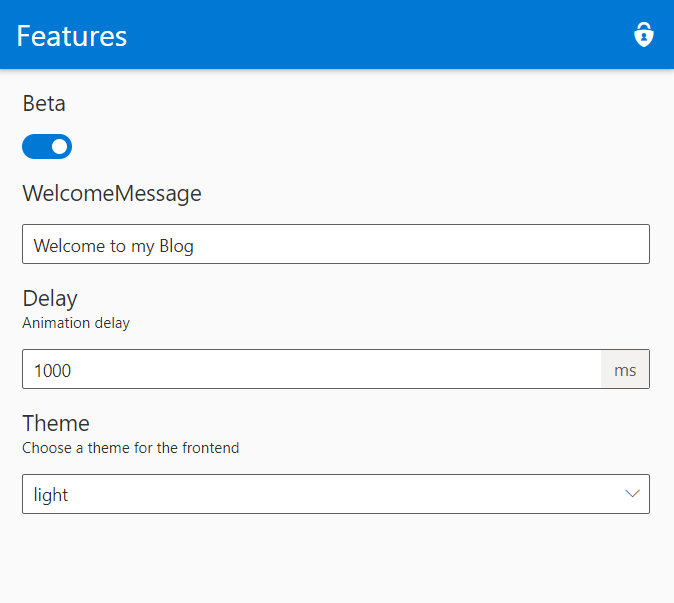 Features
Beta
WelcomeMessage
Welcome to my Blog
Delay
Animation delay
1000 ms
Theme
Choose a theme for the frontend
light